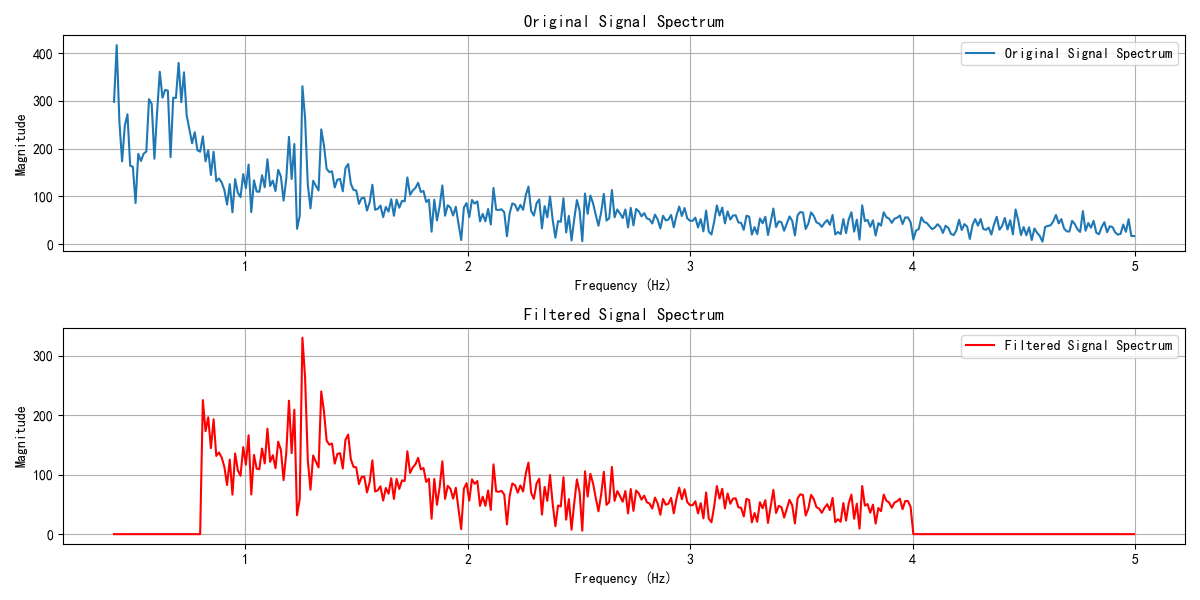 Original Signal Spectrum
Original Signal Spectrum
400
300
200
100
0
Magnitude
1
2
3
4
5
Frequency (Hz)
Filtered Signal Spectrum
Filtered Signal Spectrum
300
200
100
0
Magnitude
1
2
3
4
5
Frequency (Hz)